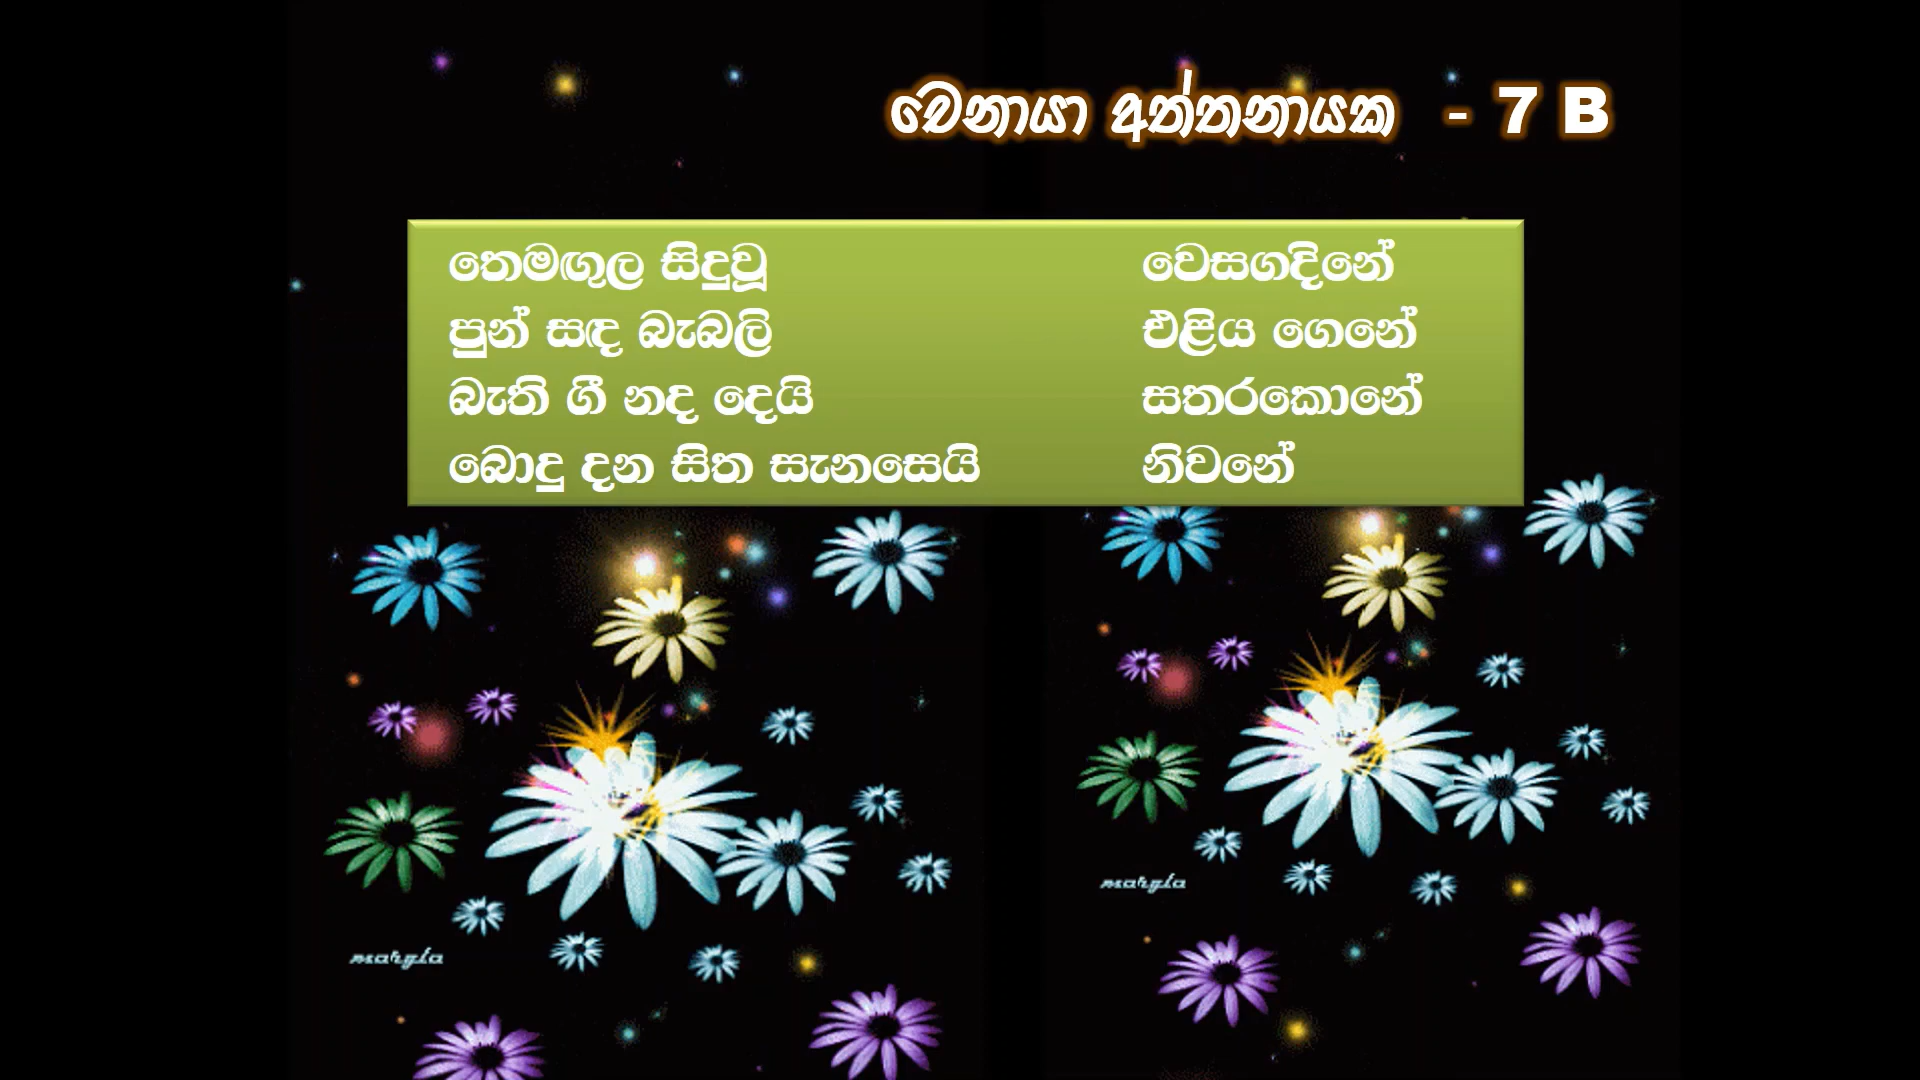 චෙනායා අත්තනායක - 7 B
තෙමඟුල සිදුවූ වෙසගදිනේ
පුන් සඳ බැබලි එළිය ගෙනේ
බැති ගී නද දෙයි සතරකොනේ
බොදු දන සිත සැනසෙයි නිවනේ
margla
margla